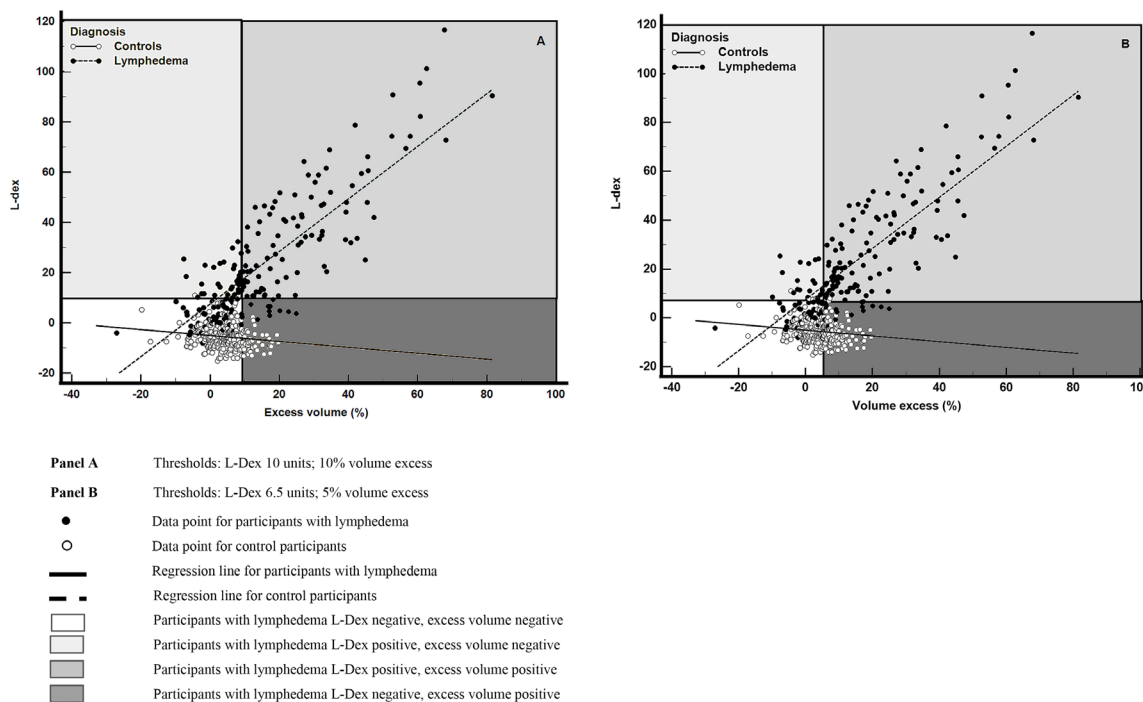 120
100
80
60
40
20
0
-20
L-dex
Diagnosis
Controls
Lymphedema
A
-40 -20 0 20 40 60 80 100
Excess volume (%)
120
100
80
60
40
20
0
-20
L-dex
Diagnosis
Controls
Lymphedema
B
-40 -20 0 20 40 60 80 100
Volume excess (%)
Panel A Thresholds: L-Dex 10 units; 10% volume excess
Panel B Thresholds: L-Dex 6.5 units; 5% volume excess
Data point for participants with lymphedema
Data point for control participants
Regression line for participants with lymphedema
Regression line for control participants
Participants with lymphedema L-Dex negative, excess volume negative
Participants with lymphedema L-Dex positive, excess volume negative
Participants with lymphedema L-Dex positive, excess volume positive
Participants with lymphedema L-Dex negative, excess volume positive